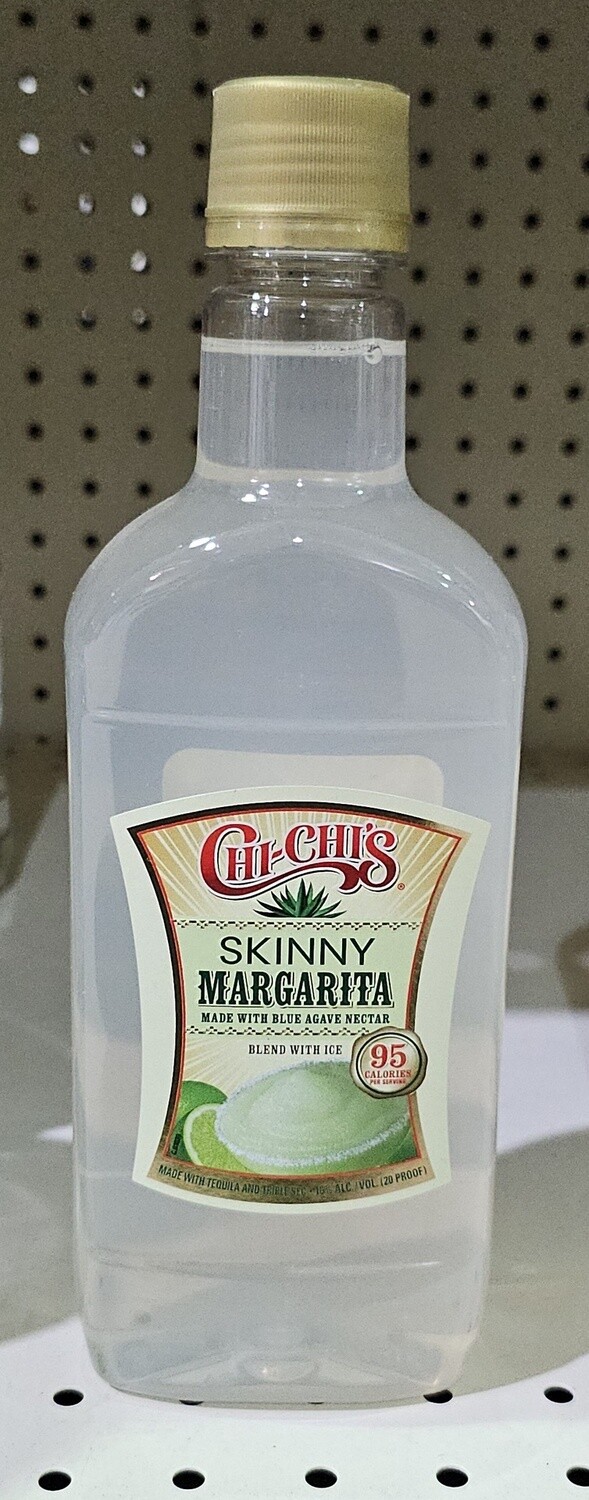 CHI-CHI'S®
SKINNY
MARGARITA
MADE WITH BLUE AGAVE NECTAR
BLEND WITH ICE
95
CALORIES
PER SERVING
MADE WITH TEQUILA AND TRIPLE SEC • 10% ALC. / VOL. (20 PROOF)